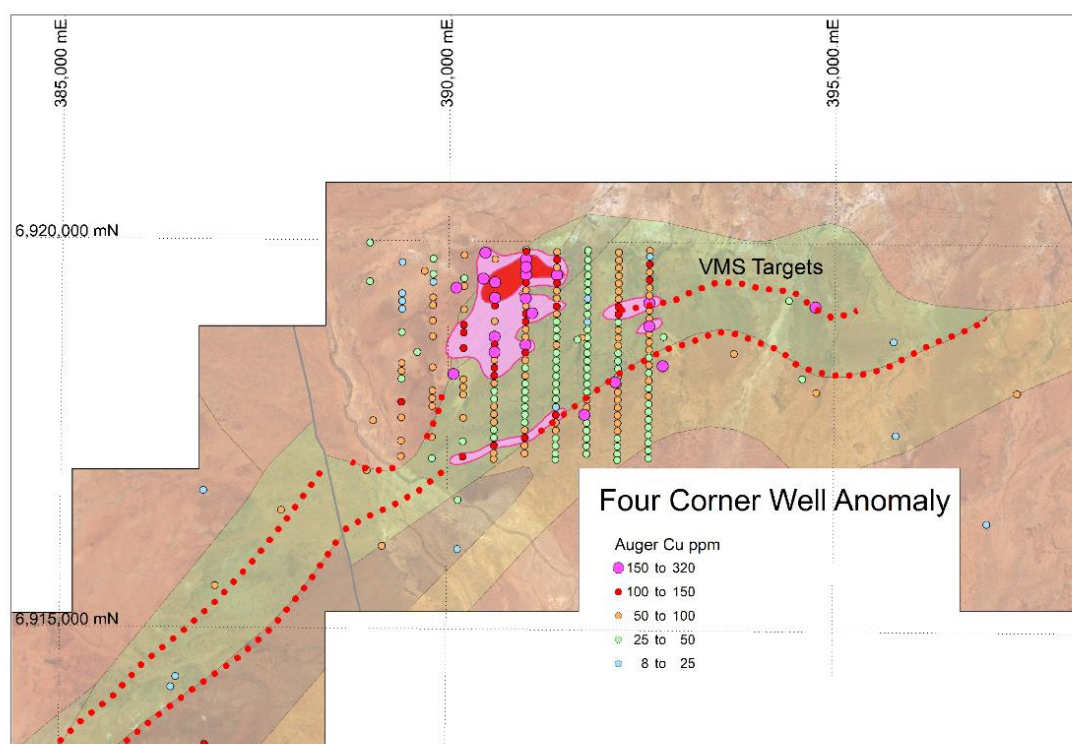 385,000 mE
390,000 mE
395,000.mE
6,920,000 mN
VMS Targets
Four Corner Well Anomaly
Auger Cu ppm
150 to 320
100 to 150
50 to 100
25 to 50
8 to 25
6,915,000 mN